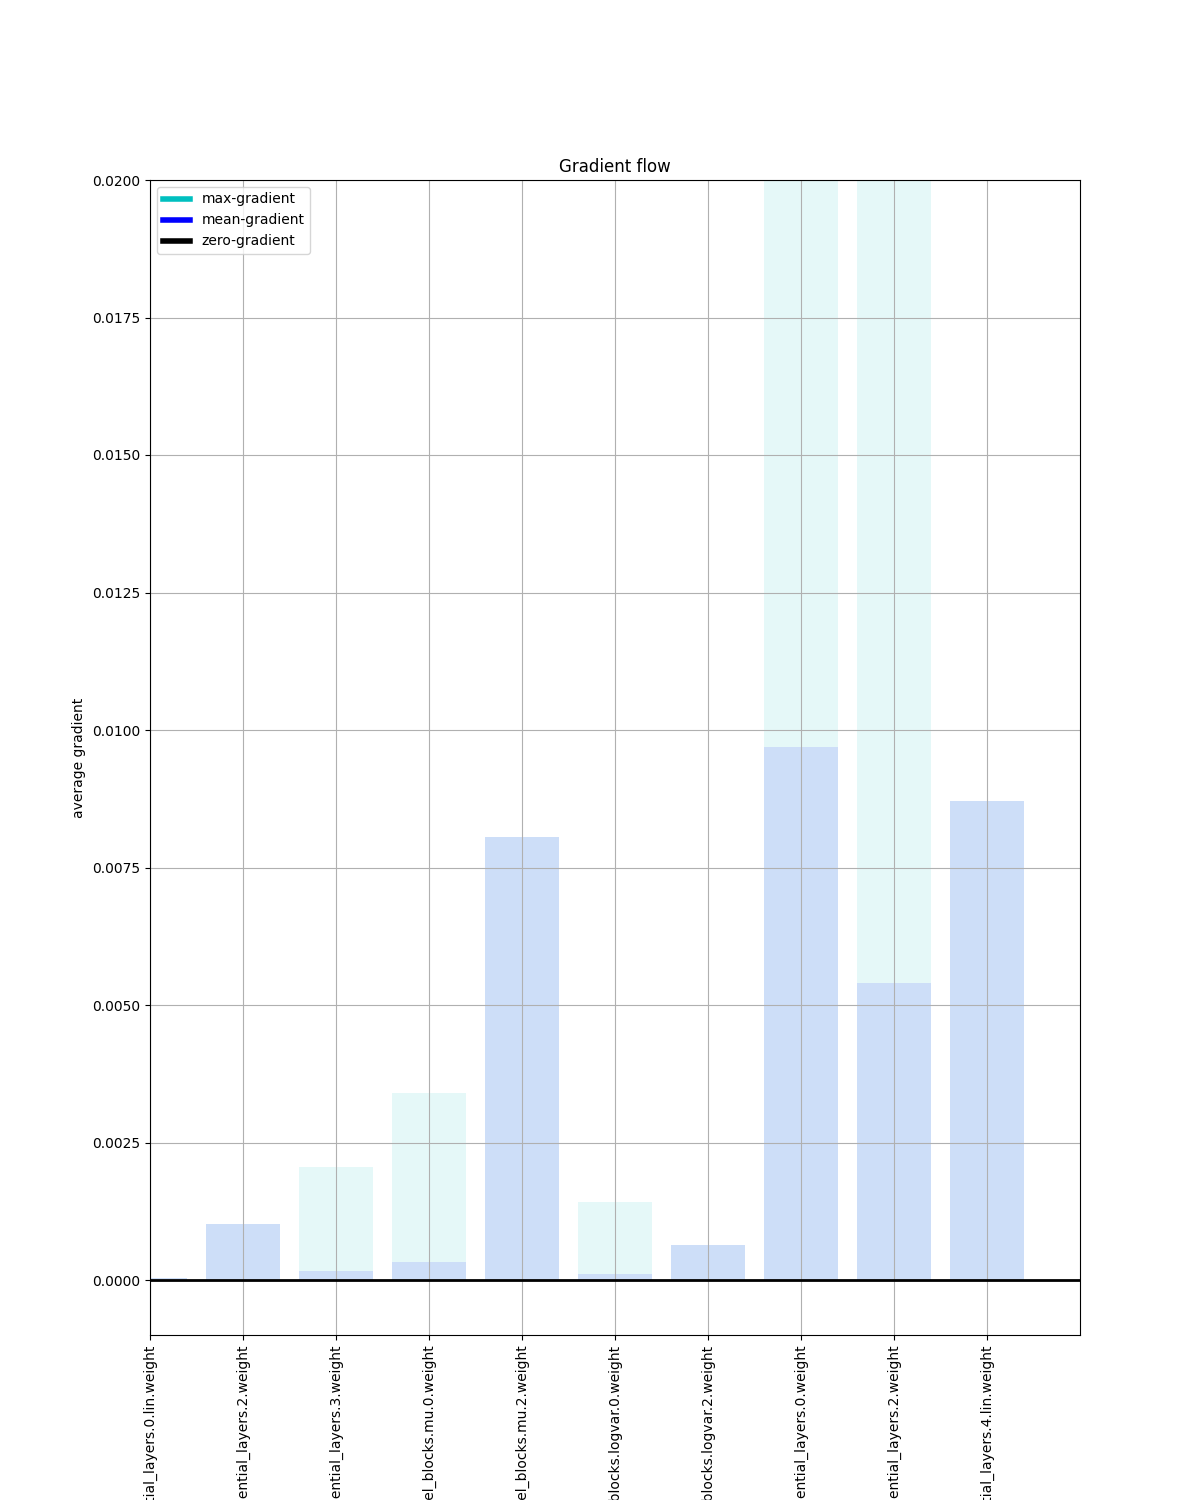 Gradient flow
max-gradient
mean-gradient
zero-gradient
0.0200
0.0175
0.0150
0.0125
0.0100
0.0075
0.0050
0.0025
0.0000
average gradient
tial_layers.0.lin.weight
ential_layers.2.weight
ential_layers.3.weight
el_blocks.mu.0.weight
el_blocks.mu.2.weight
blocks.logvar.0.weight
blocks.logvar.2.weight
ential_layers.0.weight
ential_layers.2.weight
tial_layers.4.lin.weight